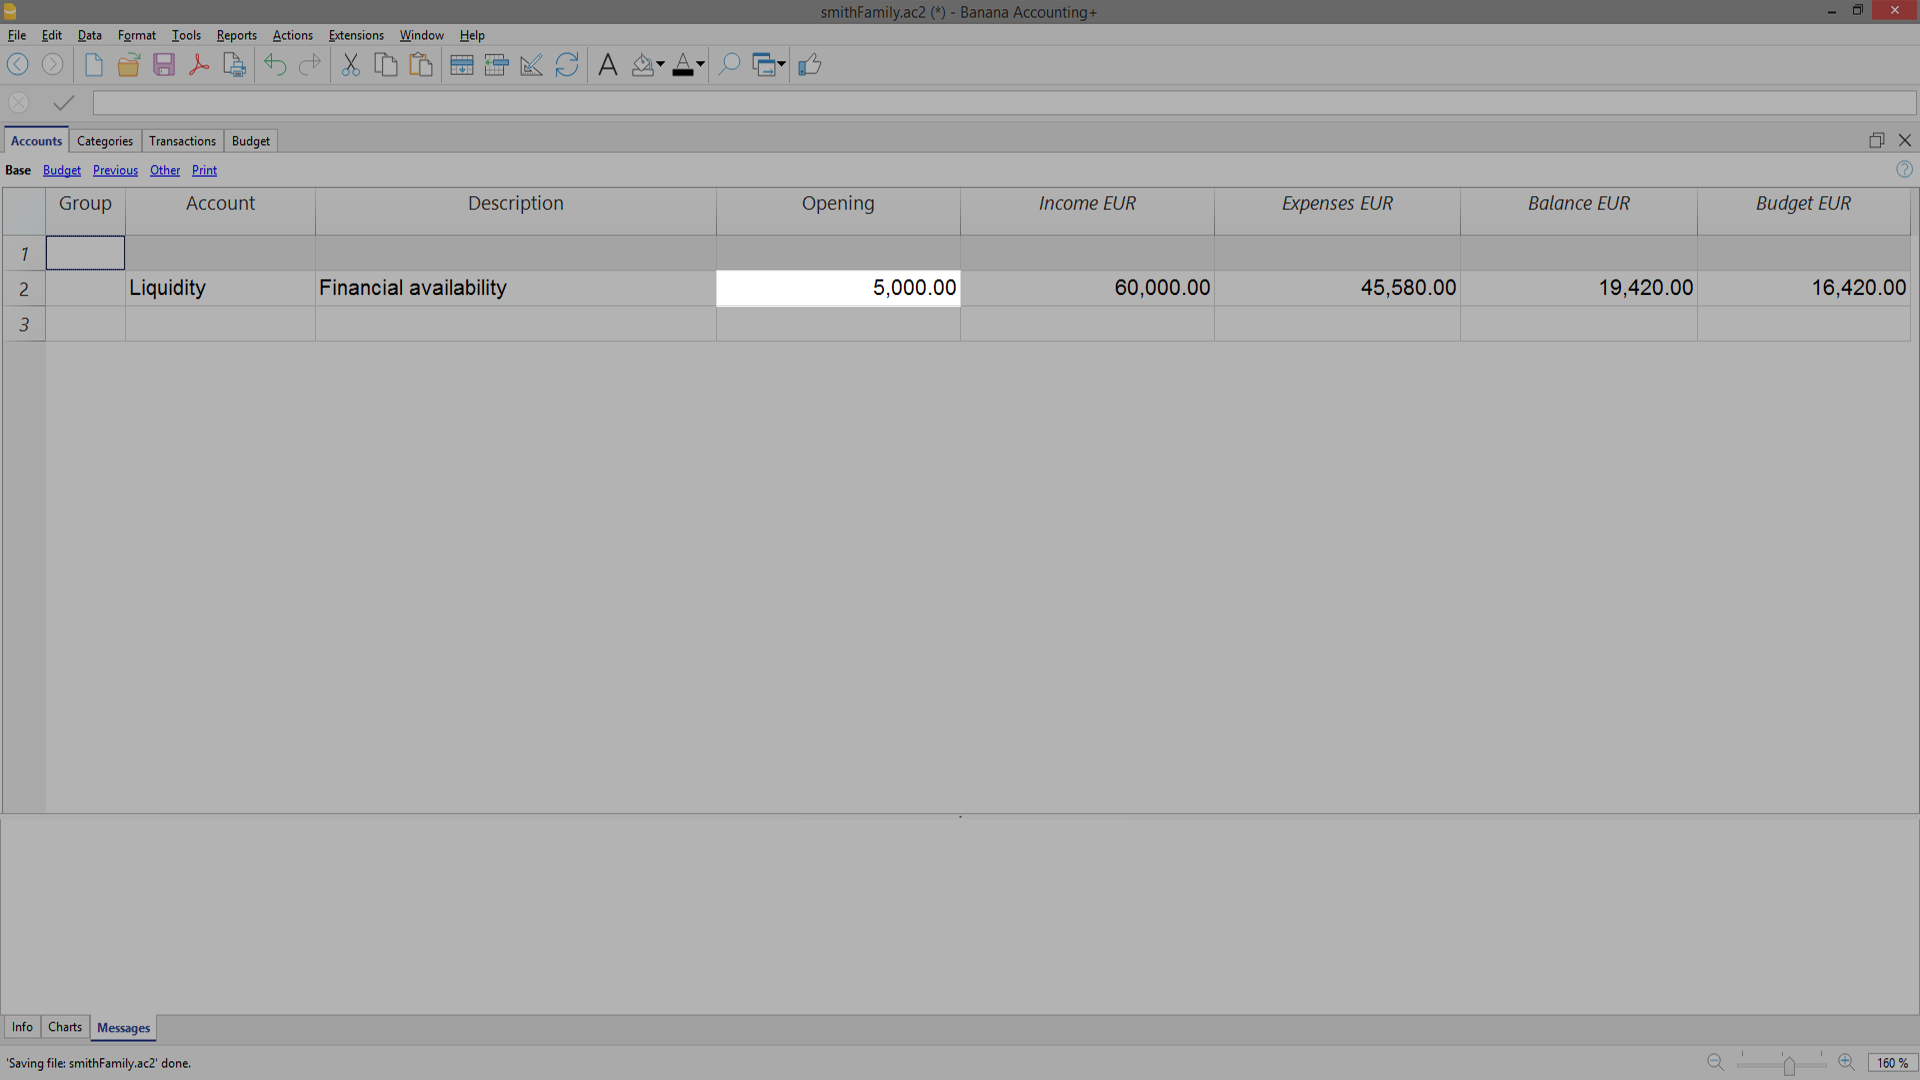 smithFamily.ac2 (*) - Banana Accounting+
File Edit Data Format Tools Reports Actions Extensions Window Help
Accounts Categories Transactions Budget
Base Budget Previous Other Print
Group Account Description Opening Income EUR Expenses EUR Balance EUR Budget EUR
1
2 Liquidity Financial availability 5,000.00 60,000.00 45,580.00 19,420.00 16,420.00
3
Info Charts Messages
'Saving file: smithFamily.ac2' done.
160 %